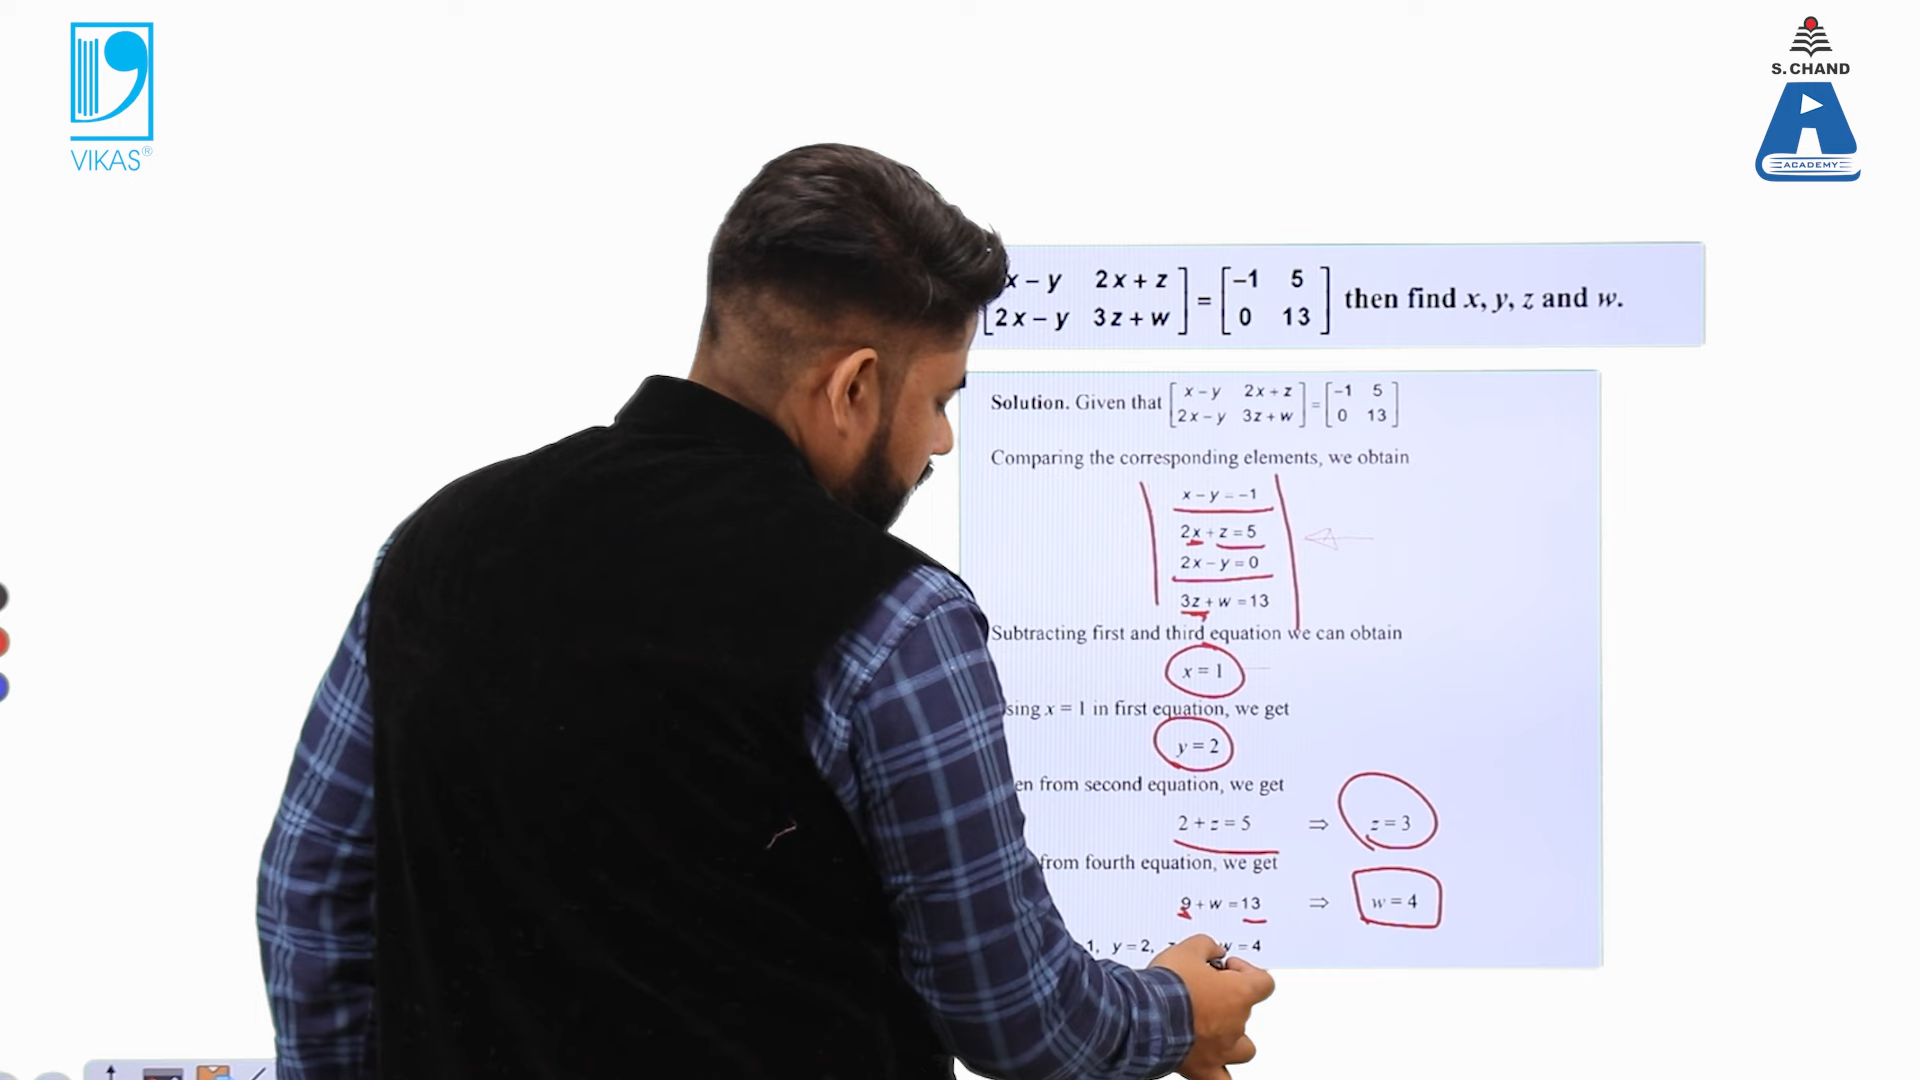 VIKAS®
S. CHAND
ACADEMY
x – y 2x + z
2x – y 3z + w
=
–1 5
0 13
then find x, y, z and w.
Solution. Given that
x – y 2x + z
2x – y 3z + w
=
–1 5
0 13
Comparing the corresponding elements, we obtain
x – y = –1
2x + z = 5
2x – y = 0
3z + w = 13
Subtracting first and third equation we can obtain
x = 1
x = 1 in first equation, we get
y = 2
from second equation, we get
2 + z = 5 ⇒ z = 3
from fourth equation, we get
9 + w = 13 ⇒ w = 4
1, y = 2, w = 4